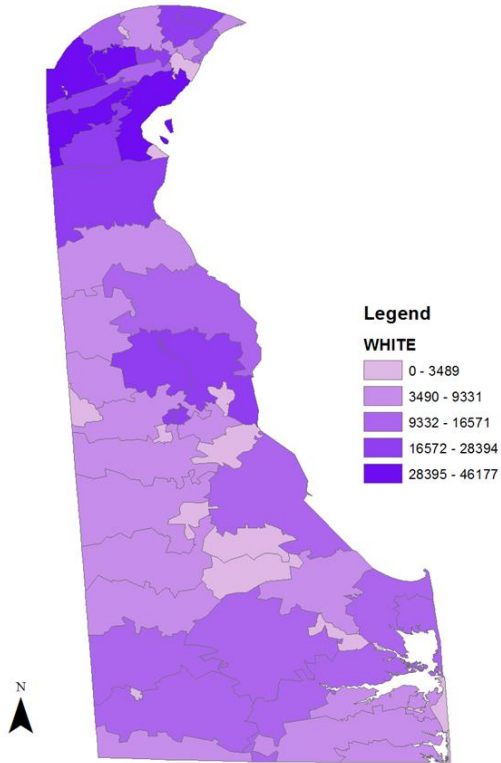 Legend
WHITE
0 - 3489
3490 - 9331
9332 - 16571
16572 - 28394
28395 - 46177
N